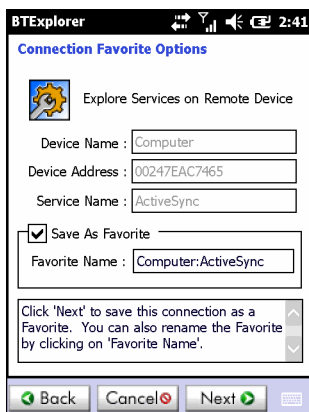 BTExplorer 2:41
Connection Favorite Options
Explore Services on Remote Device
Device Name : Computer
Device Address : 00247EAC7465
Service Name : ActiveSync
Save As Favorite
Favorite Name : Computer:ActiveSync
Click 'Next' to save this connection as a
Favorite. You can also rename the Favorite
by clicking on 'Favorite Name'.
Back Cancel Next